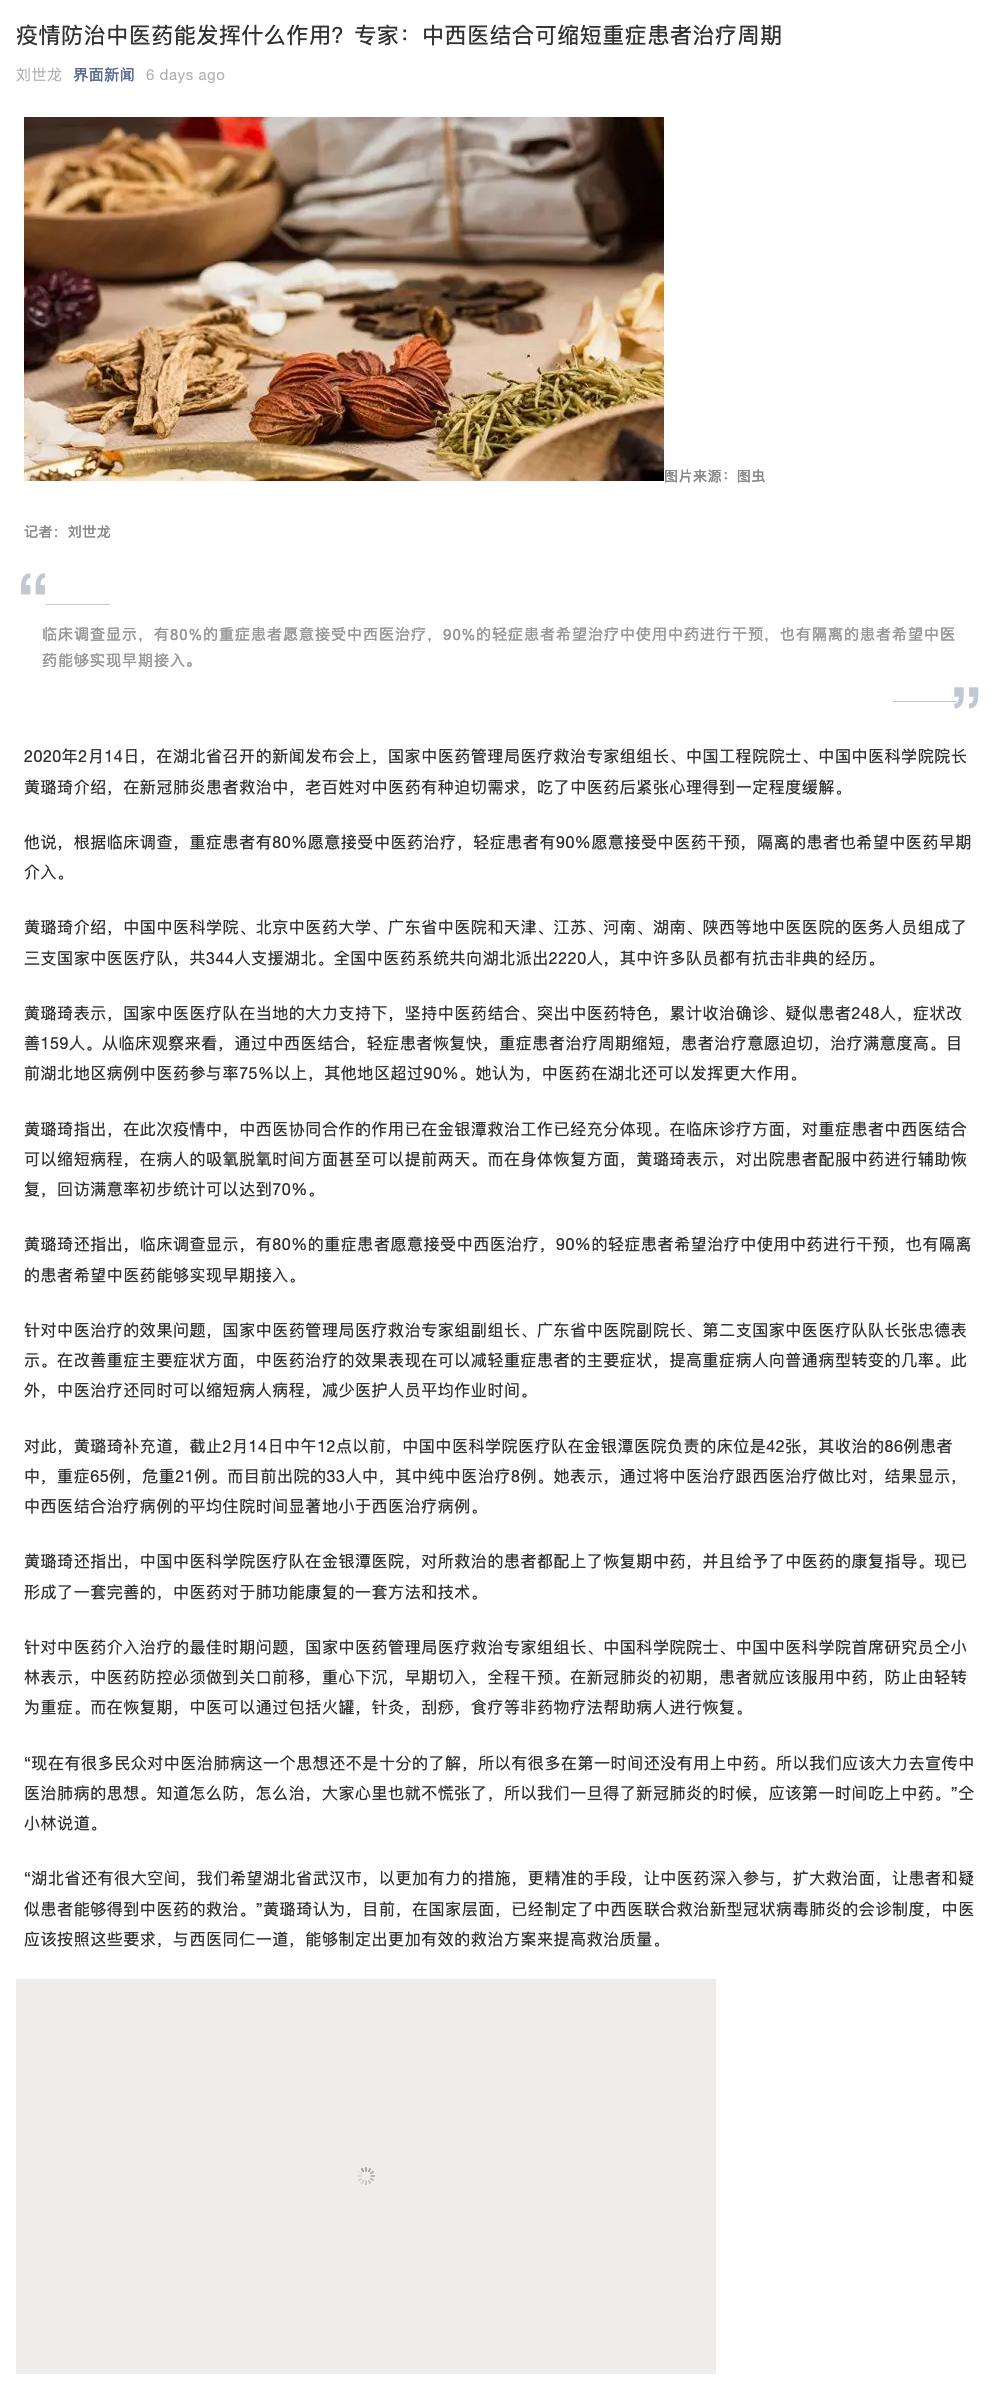 疫情防治中医药能发挥什么作用？专家：中西医结合可缩短重症患者治疗周期
刘世龙 界面新闻 6 days ago
图片来源：图虫
记者：刘世龙
“
临床调查显示，有80%的重症患者愿意接受中西医治疗，90%的轻症患者希望治疗中使用中药进行干预，也有隔离的患者希望中医
药能够实现早期接入。
”
2020年2月14日，在湖北省召开的新闻发布会上，国家中医药管理局医疗救治专家组组长、中国工程院院士、中国中医科学院院长
黄璐琦介绍，在新冠肺炎患者救治中，老百姓对中医药有种迫切需求，吃了中医药后紧张心理得到一定程度缓解。
他说，根据临床调查，重症患者有80%愿意接受中医药治疗，轻症患者有90%愿意接受中医药干预，隔离的患者也希望中医药早期
介入。
黄璐琦介绍，中国中医科学院、北京中医药大学、广东省中医院和天津、江苏、河南、湖南、陕西等地中医医院的医务人员组成了
三支国家中医医疗队，共344人支援湖北。全国中医药系统共向湖北派出2220人，其中许多队员都有抗击非典的经历。
黄璐琦表示，国家中医医疗队在当地的大力支持下，坚持中医药结合、突出中医药特色，累计收治确诊、疑似患者248人，症状改
善159人。从临床观察来看，通过中西医结合，轻症患者恢复快，重症患者治疗周期缩短，患者治疗意愿迫切，治疗满意度高。目
前湖北地区病例中医药参与率75%以上，其他地区超过90%。她认为，中医药在湖北还可以发挥更大作用。
黄璐琦指出，在此次疫情中，中西医协同合作的作用已在金银潭救治工作已经充分体现。在临床诊疗方面，对重症患者中西医结合
可以缩短病程，在病人的吸氧脱氧时间方面甚至可以提前两天。而在身体恢复方面，黄璐琦表示，对出院患者配服中药进行辅助恢
复，回访满意率初步统计可以达到70%。
黄璐琦还指出，临床调查显示，有80%的重症患者愿意接受中西医治疗，90%的轻症患者希望治疗中使用中药进行干预，也有隔离
的患者希望中医药能够实现早期接入。
针对中医治疗的效果问题，国家中医药管理局医疗救治专家组副组长、广东省中医院副院长、第二支国家中医医疗队队长张忠德表
示。在改善重症主要症状方面，中医药治疗的效果表现在可以减轻重症患者的主要症状，提高重症病人向普通病型转变的几率。此
外，中医治疗还同时可以缩短病人病程，减少医护人员平均作业时间。
对此，黄璐琦补充道，截止2月14日中午12点以前，中国中医科学院医疗队在金银潭医院负责的床位是42张，其收治的86例患者
中，重症65例，危重21例。而目前出院的33人中，其中纯中医治疗8例。她表示，通过将中医治疗跟西医治疗做比对，结果显示，
中西医结合治疗病例的平均住院时间显著地小于西医治疗病例。
黄璐琦还指出，中国中医科学院医疗队在金银潭医院，对所救治的患者都配上了恢复期中药，并且给予了中医药的康复指导。现已
形成了一套完善的，中医药对于肺功能康复的一套方法和技术。
针对中医药介入治疗的最佳时期问题，国家中医药管理局医疗救治专家组组长、中国科学院院士、中国中医科学院首席研究员仝小
林表示，中医药防控必须做到关口前移，重心下沉，早期切入，全程干预。在新冠肺炎的初期，患者就应该服用中药，防止由轻转
为重症。而在恢复期，中医可以通过包括火罐，针灸，刮痧，食疗等非药物疗法帮助病人进行恢复。
“现在有很多民众对中医治肺病这一个思想还不是十分的了解，所以有很多在第一时间还没有用上中药。所以我们应该大力去宣传中
医治肺病的思想。知道怎么防，怎么治，大家心里也就不慌张了，所以我们一旦得了新冠肺炎的时候，应该第一时间吃上中药。”仝
小林说道。
“湖北省还有很大空间，我们希望湖北省武汉市，以更加有力的措施，更精准的手段，让中医药深入参与，扩大救治面，让患者和疑
似患者能够得到中医药的救治。”黄璐琦认为，目前，在国家层面，已经制定了中西医联合救治新型冠状病毒肺炎的会诊制度，中医
应该按照这些要求，与西医同仁一道，能够制定出更加有效的救治方案来提高救治质量。